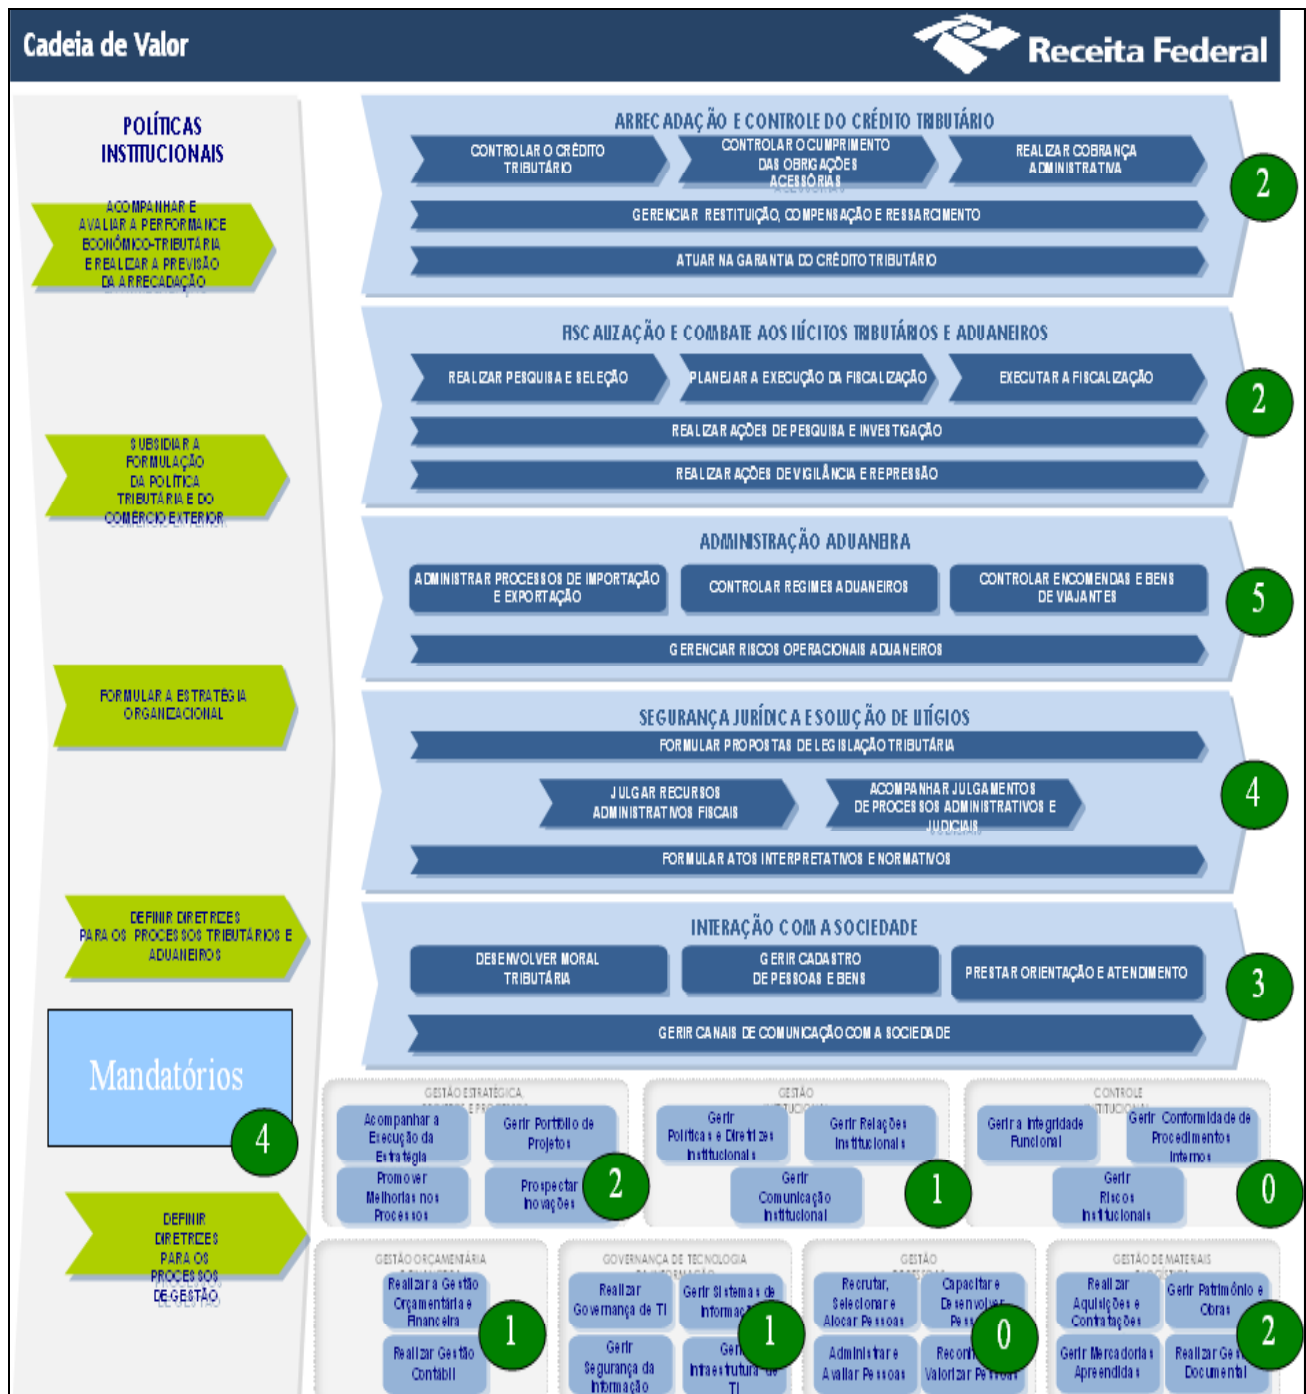 Cadeia de Valor
Receita Federal
POLÍTICAS
INSTITUCIONAIS
ACOMPANHAR E
AVALIAR A PERFORMANCE
ECONÔMICO-TRIBUTÁRIA
E REALIZAR A PREVISÃO
DA ARRECADAÇÃO
SUBSIDIAR A
FORMULAÇÃO
DA POLÍTICA
TRIBUTÁRIA E DO
COMÉRCIO EXTERIOR
FORMULAR A ESTRATÉGIA
ORGANIZACIONAL
DEFINIR DIRETRIZES
PARA OS PROCESSOS TRIBUTÁRIOS E
ADUANEIROS
Mandatórios
4
DEFINIR
DIRETRIZES
PARA OS
PROCESSOS
DE GESTÃO
ARRECADAÇÃO E CONTROLE DO CRÉDITO TRIBUTÁRIO
CONTROLAR O CRÉDITO
TRIBUTÁRIO
CONTROLAR O CUMPRIMENTO
DAS OBRIGAÇÕES
ACESSÓRIAS
REALIZAR COBRANÇA
ADMINISTRATIVA
GERENCIAR RESTITUIÇÃO, COMPENSAÇÃO E RESSARCIMENTO
ATUAR NA GARANTIA DO CRÉDITO TRIBUTÁRIO
2
FISCALIZAÇÃO E COMBATE AOS ILÍCITOS TRIBUTÁRIOS E ADUANEIROS
REALIZAR PESQUISA E SELEÇÃO
PLANEJAR A EXECUÇÃO DA FISCALIZAÇÃO
EXECUTAR A FISCALIZAÇÃO
REALIZAR AÇÕES DE PESQUISA E INVESTIGAÇÃO
REALIZAR AÇÕES DE VIGILÂNCIA E REPRESSÃO
2
ADMINISTRAÇÃO ADUANEIRA
ADMINISTRAR PROCESSOS DE IMPORTAÇÃO
E EXPORTAÇÃO
CONTROLAR REGIMES ADUANEIROS
CONTROLAR ENCOMENDAS E BENS
DE VIAJANTES
GERENCIAR RISCOS OPERACIONAIS ADUANEIROS
5
SEGURANÇA JURÍDICA E SOLUÇÃO DE LITÍGIOS
FORMULAR PROPOSTAS DE LEGISLAÇÃO TRIBUTÁRIA
JULGAR RECURSOS
ADMINISTRATIVOS FISCAIS
ACOMPANHAR JULGAMENTOS
DE PROCESSOS ADMINISTRATIVOS E
JUDICIAIS
FORMULAR ATOS INTERPRETATIVOS E NORMATIVOS
4
INTERAÇÃO COM A SOCIEDADE
DESENVOLVER MORAL
TRIBUTÁRIA
GERIR CADASTRO
DE PESSOAS E BENS
PRESTAR ORIENTAÇÃO E ATENDIMENTO
GERIR CANAIS DE COMUNICAÇÃO COM A SOCIEDADE
3
GESTÃO ESTRATÉGICA,
Acompanhar a
Execução da
Estratégia
Gerir Portfólio de
Projetos
Promover
Melhorias nos
Processos
Prospectar
Inovações
2
GESTÃO
Gerir
Políticas e Diretrizes
Institucionais
Gerir Relações
Institucionais
Gerir
Comunicação
Institucional
1
CONTROLE
Gerir a Integridade
Funcional
Gerir Conformidade de
Procedimentos
Internos
Gerir
Riscos
Institucionais
0
GESTÃO ORÇAMENTÁRIA
Realizar a Gestão
Orçamentária e
Financeira
Realizar Gestão
Contábil
1
GOVERNANÇA DE TECNOLOGIA
Realizar
Governança de TI
Gerir Sistemas de
Gerir
Segurança da
Informação
TI
1
GESTÃO
Recrutar,
Selecionar e
Alocar Pessoas
Capacitar e
Desenvolver
Administrar e
Avaliar Pessoas
Valorizar Pessoas
0
GESTÃO DE MATERIAIS
Realizar
Aquisições e
Contratações
Gerir Patrimônio e
Obras
Gerir Mercadorias
Apreendidas
Realizar
Documental
2